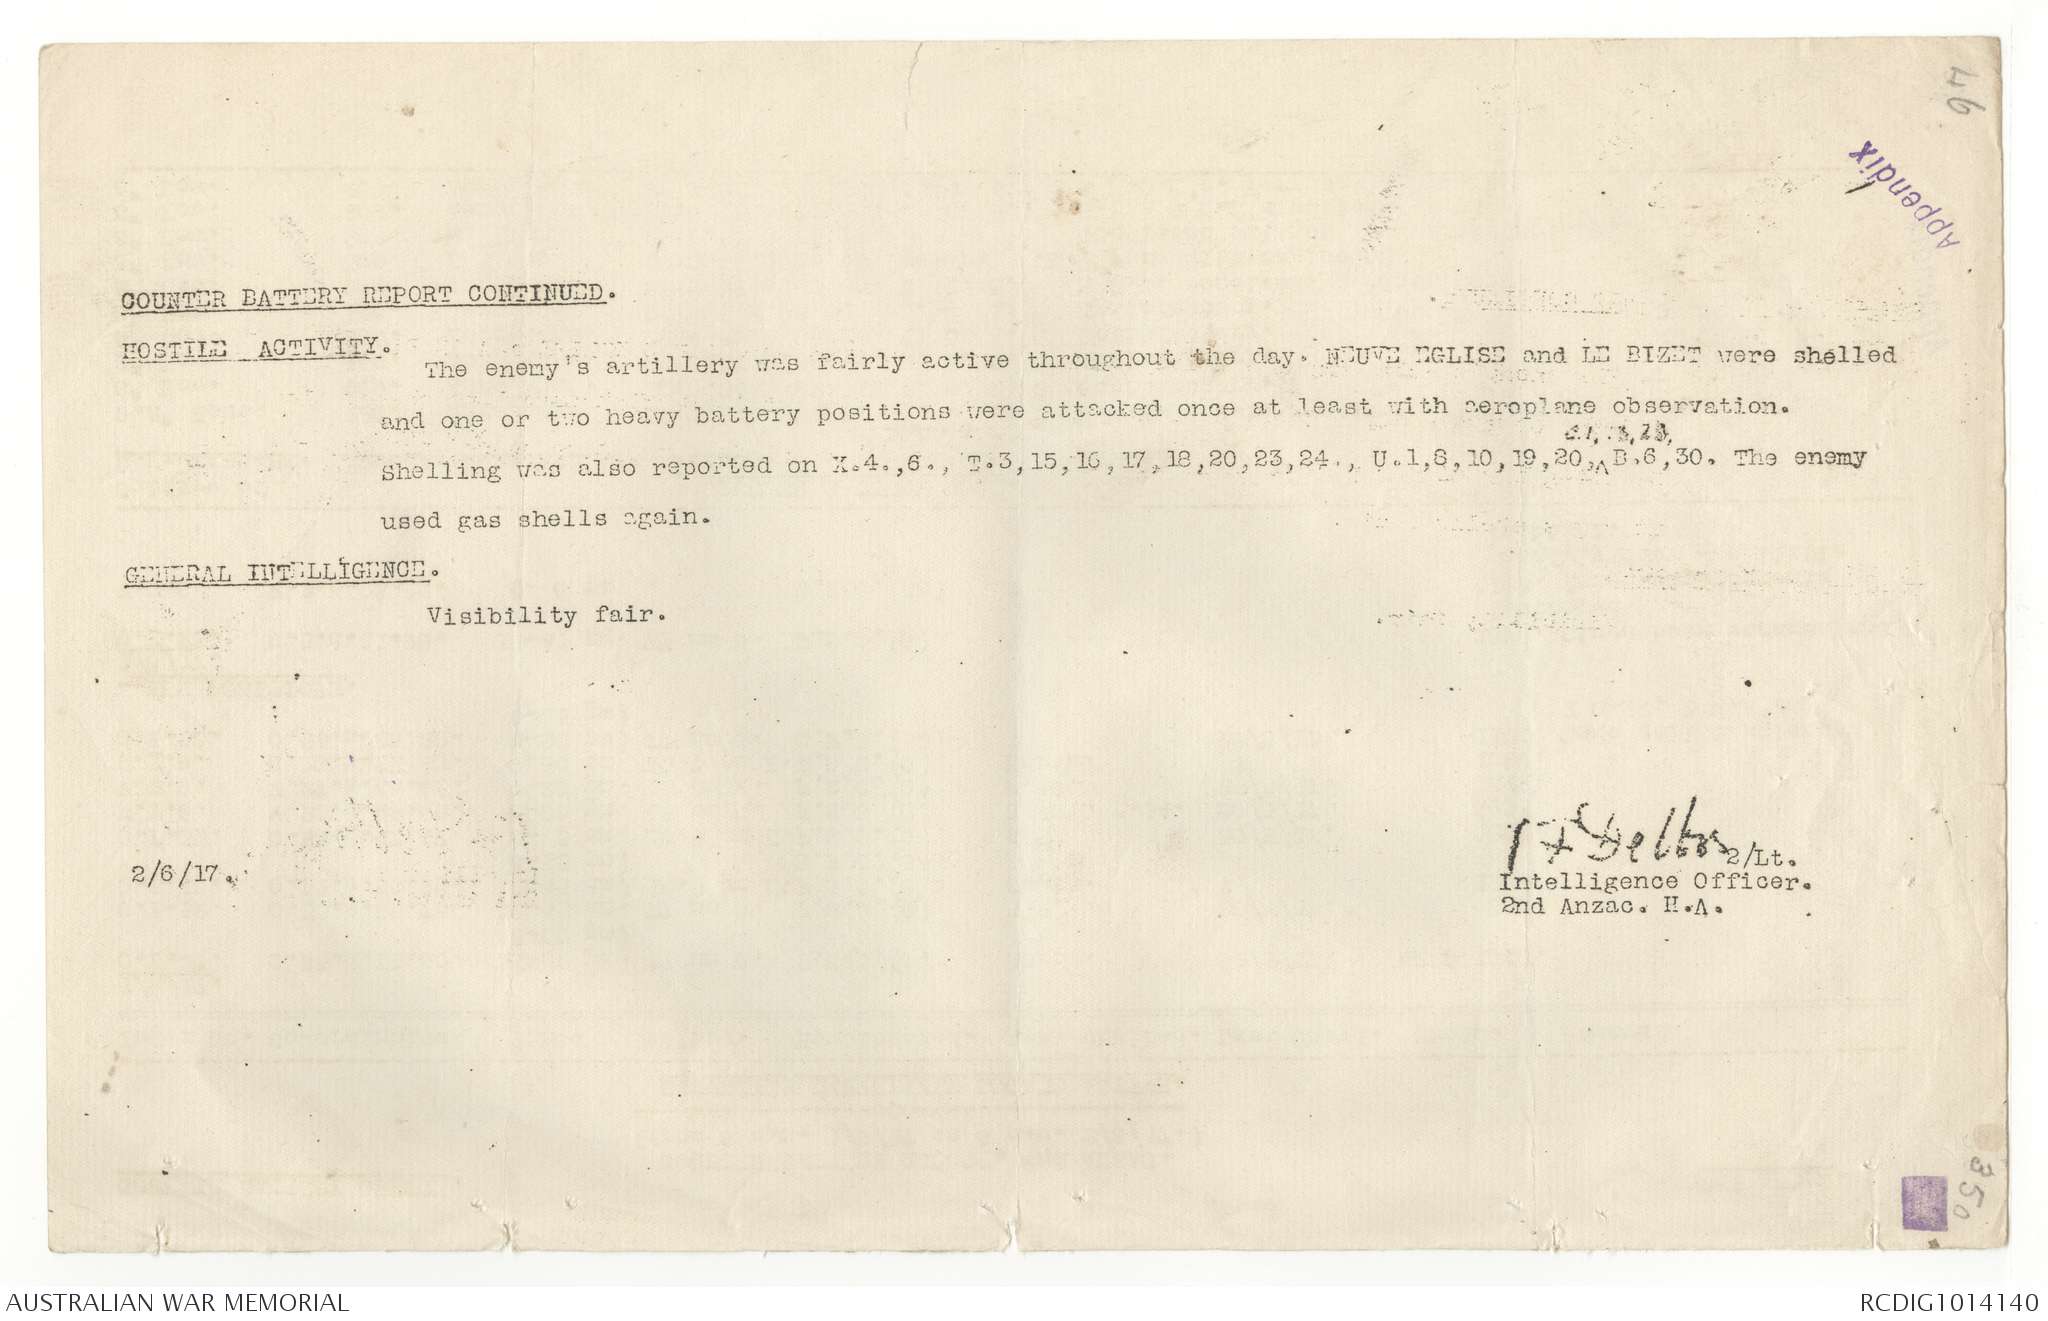 46
Appendix
COUNTER BATTERY REPORT CONTINUED.
HOSTILE ACTIVITY.
The enemy's artillery was fairly active throughout the day. NEUVE EGLISE and LE BIZET were shelled
and one or two heavy battery positions were attacked once at least with aeroplane observation.
Shelling was also reported on X.4.,6., T.3,15,16,17,18,20,23,24., U.1,8,10,19,20, B.6,30. The enemy
used gas shells again.
GENERAL INTELLIGENCE.
Visibility fair.
2/6/17.
2/Lt.
Intelligence Officer.
2nd Anzac. H.A.
350
AUSTRALIAN WAR MEMORIAL
RCDIG1014140